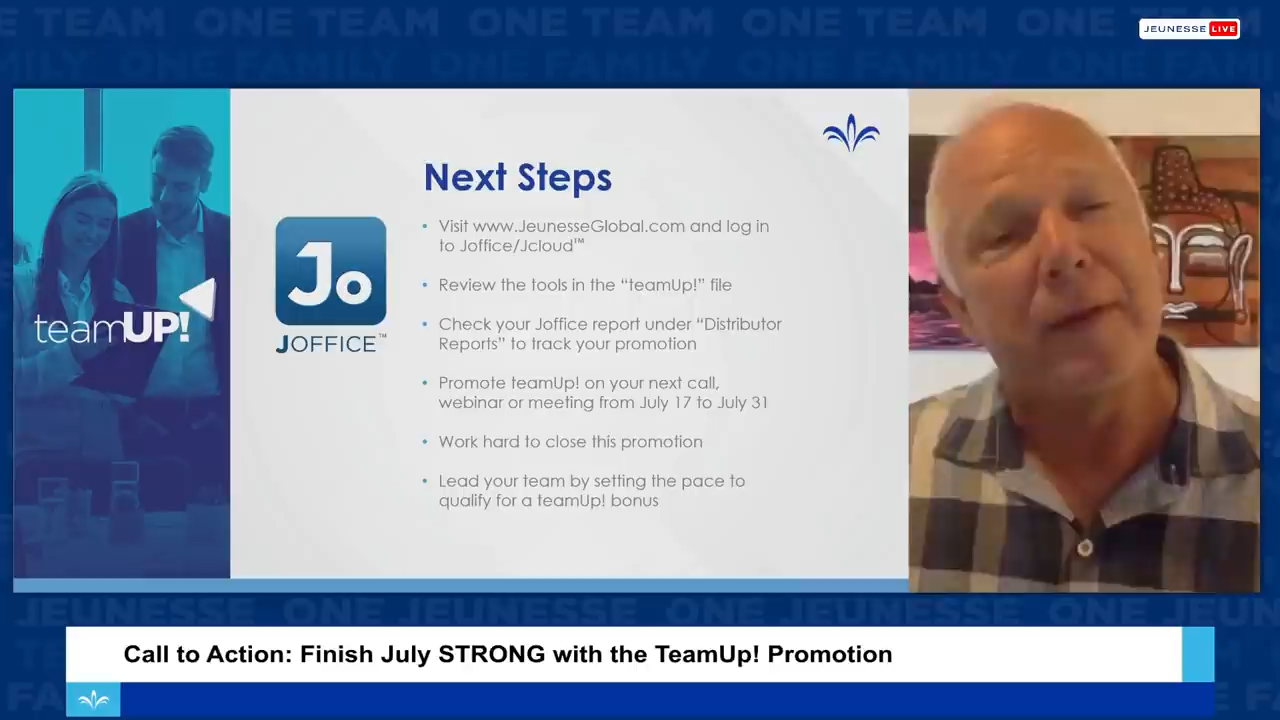 E TEAM ONE TEAM ONE TEAM ONE TEAM ONE TEAM
JEUNESSE LIVE
MILY ONE FAMILY ONE FAMILY ONE FAMILY ONE FAMI
Next Steps
• Visit www.JeunesseGlobal.com and log in
to Joffice/Jcloud™
• Review the tools in the “teamUp!” file
• Check your Joffice report under “Distributor
Reports” to track your promotion
• Promote teamUp! on your next call,
webinar or meeting from July 17 to July 31
• Work hard to close this promotion
• Lead your team by setting the pace to
qualify for a teamUp! bonus
Jo
JOFFICE™
teamUP!
JEUNESSE ONE JEUNESSE ONE JEUNESSE ONE JEUN
Call to Action: Finish July STRONG with the TeamUp! Promotion